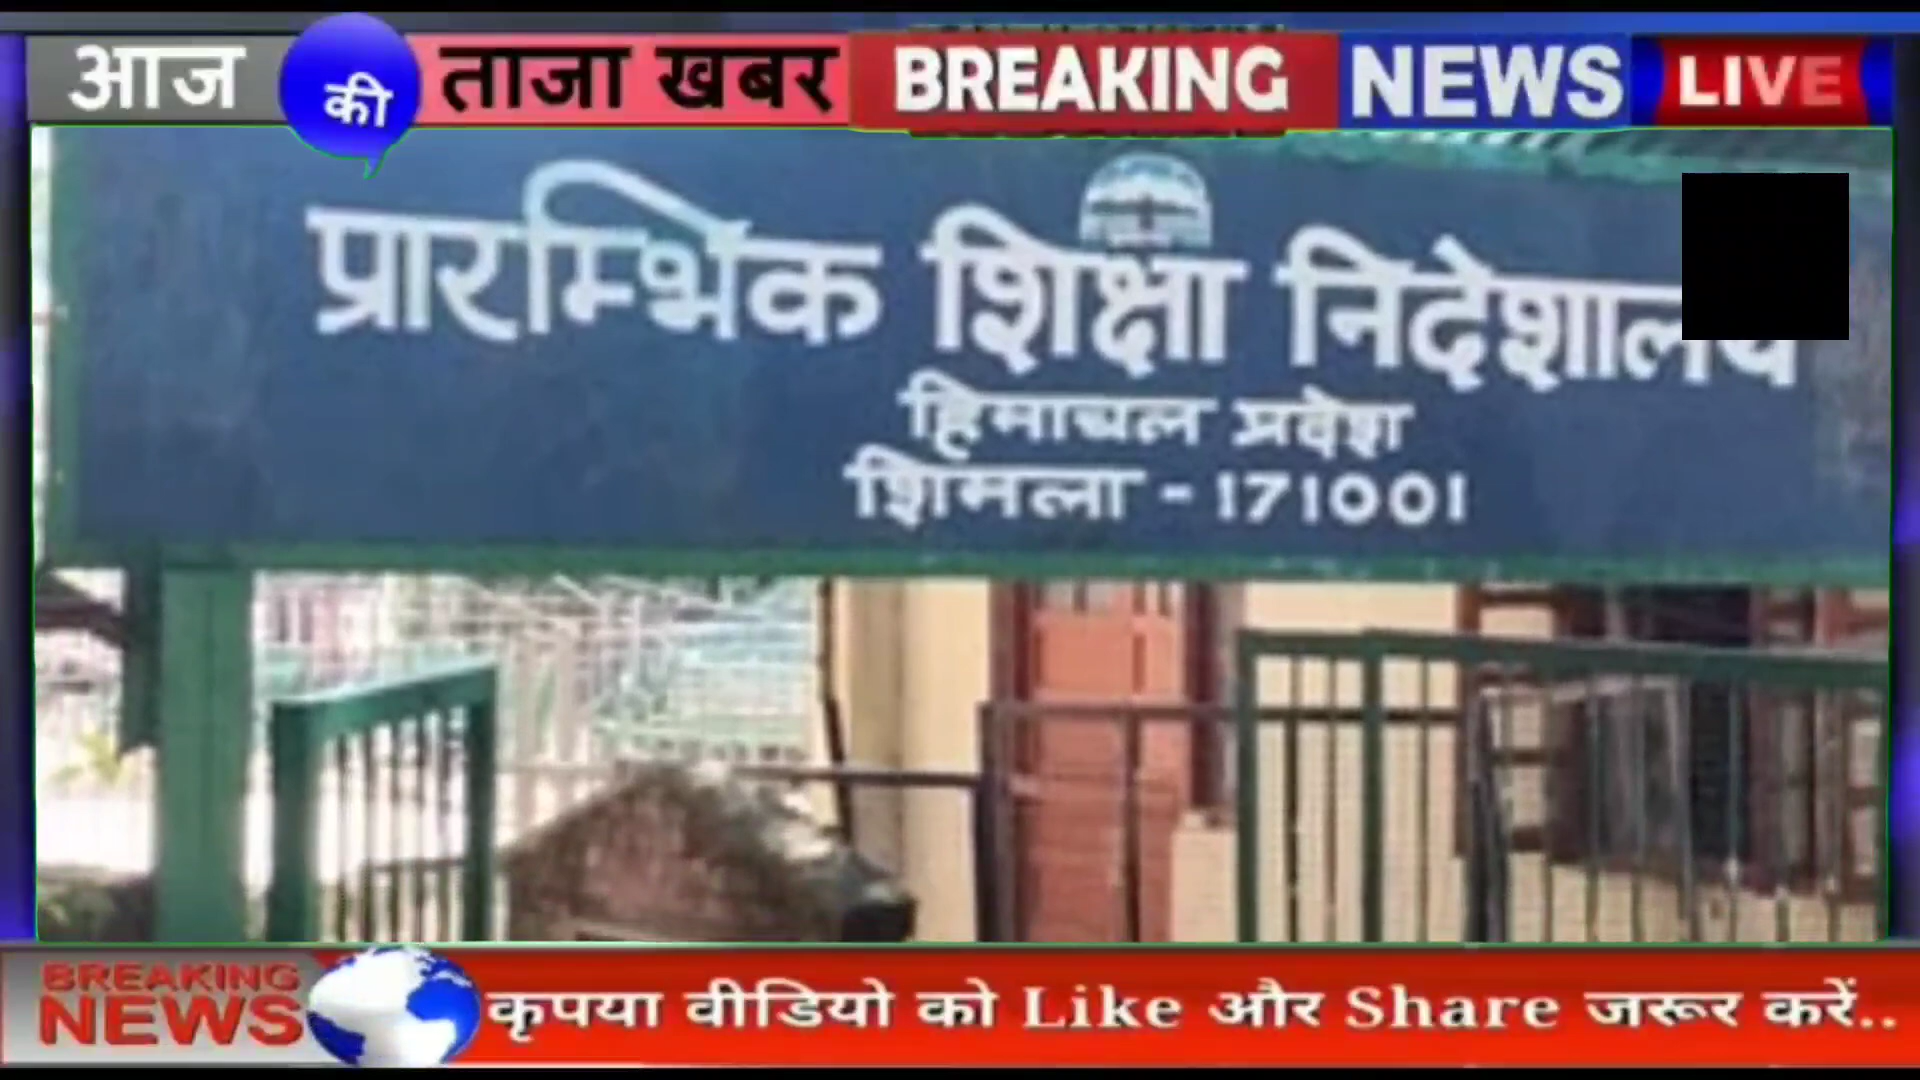 आज की ताजा खबर BREAKING NEWS LIVE
प्रारम्भिक शिक्षा निदेशालय
हिमाचल प्रदेश
शिमला - 171001
BREAKING
NEWS
कृपया वीडियो को Like और Share जरूर करें..